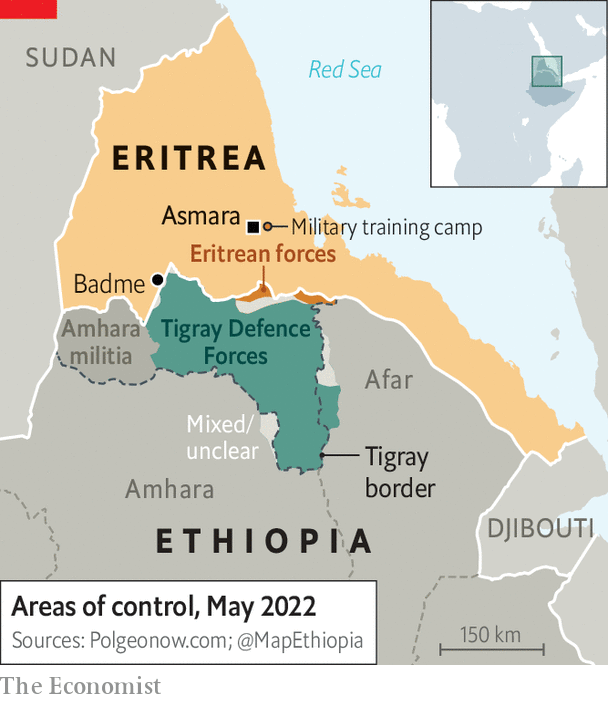 SUDAN
Red Sea
ERITREA
Asmara
Military training camp
Eritrean forces
Badme
Amhara
militia
Tigray Defence
Forces
Afar
Mixed/
unclear
Tigray
border
Amhara
ETHIOPIA
DJIBOUTI
Areas of control, May 2022
Sources: Polgeonow.com; @MapEthiopia
150 km
The Economist